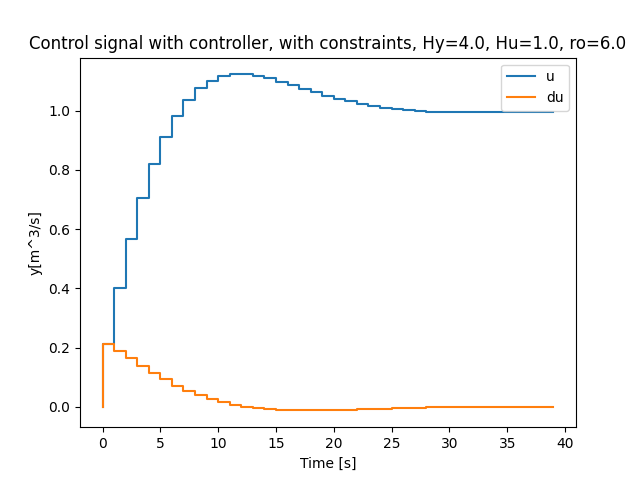 Control signal with controller, with constraints, Hy=4.0, Hu=1.0, ro=6.0
u
du
y[m^3/s]
1.0
0.8
0.6
0.4
0.2
0.0
0 5 10 15 20 25 30 35 40
Time [s]